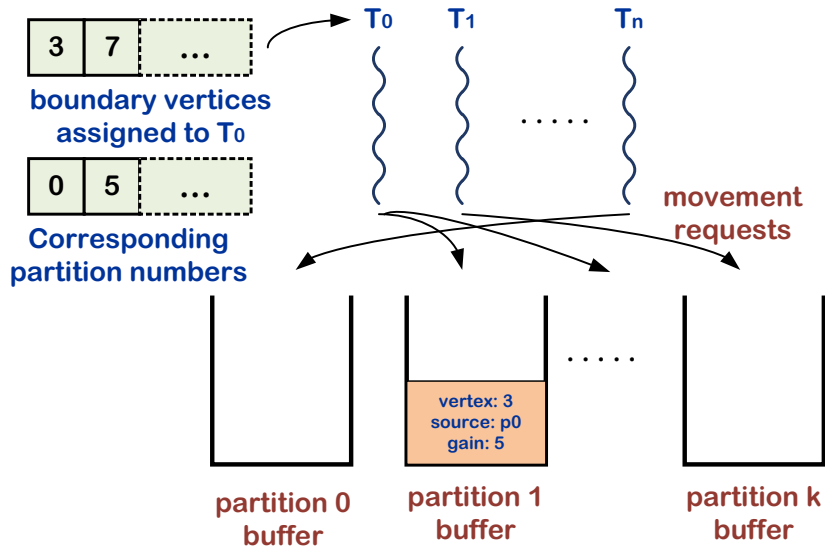 3 7 ...
T0 T1 Tn
boundary vertices
assigned to T0
.....
0 5 ...
movement
requests
Corresponding
partition numbers
.....
vertex: 3
source: p0
gain: 5
partition 0
buffer
partition 1
buffer
partition k
buffer